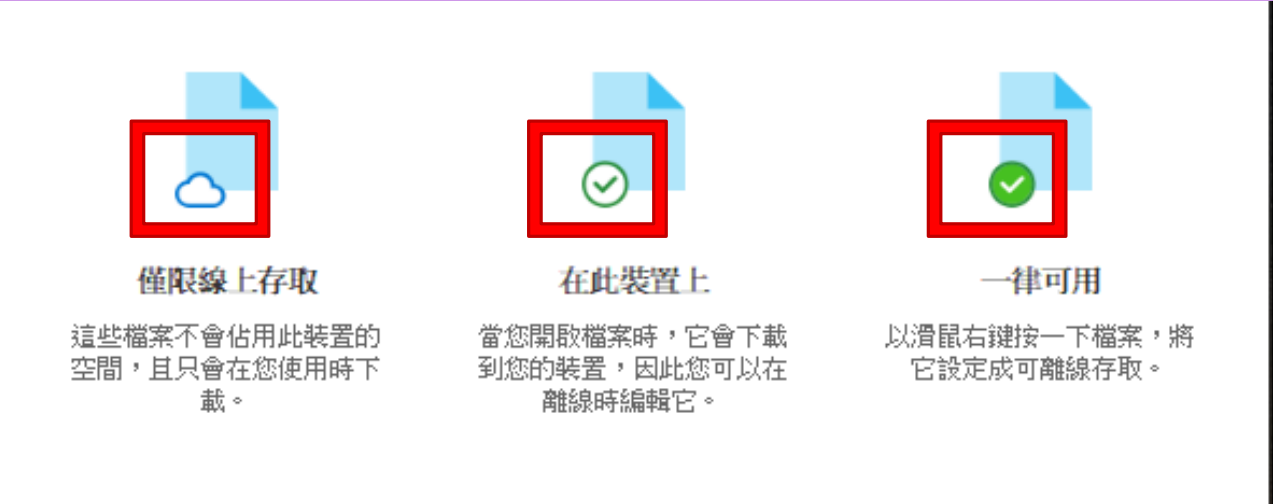 僅限線上存取
這些檔案不會佔用此裝置的
空間，且只會在您使用時下
載。
在此裝置上
當您開啟檔案時，它會下載
到您的裝置，因此您可以在
離線時編輯它。
一律可用
以滑鼠右鍵按一下檔案，將
它設定成可離線存取。